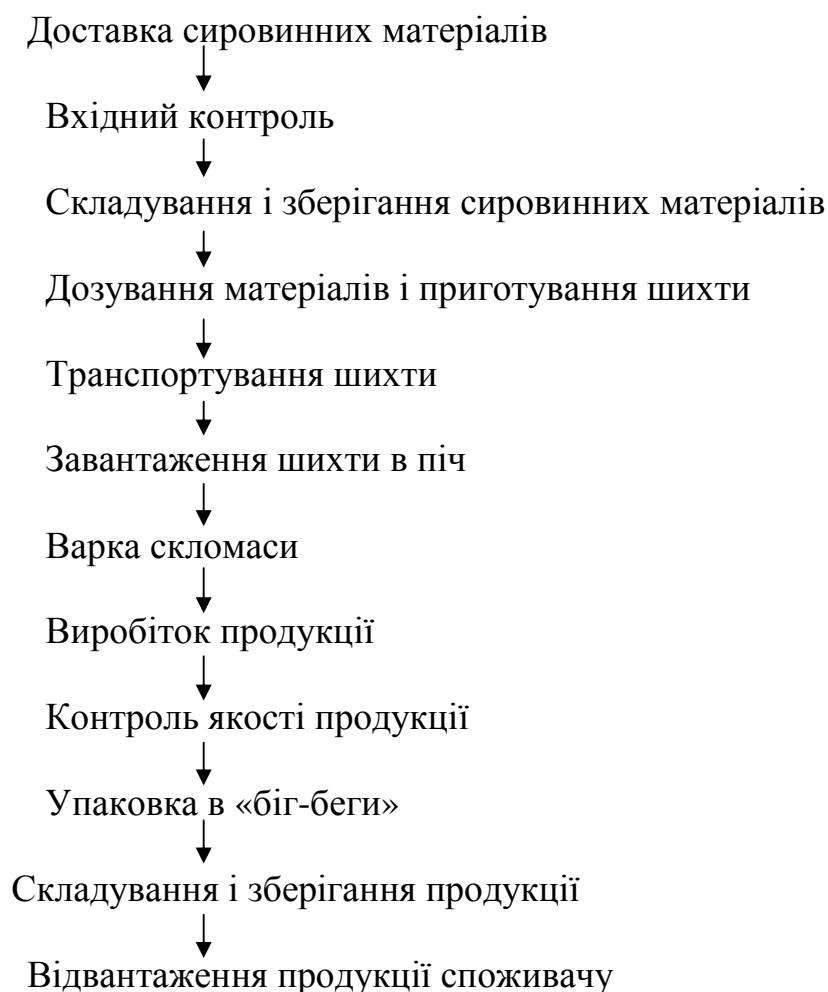 Доставка сировинних матеріалів
Вхідний контроль
Складування і зберігання сировинних матеріалів
Дозування матеріалів і приготування шихти
Транспортування шихти
Завантаження шихти в піч
Варка скломаси
Виробіток продукції
Контроль якості продукції
Упаковка в «біг-беги»
Складування і зберігання продукції
Відвантаження продукції споживачу